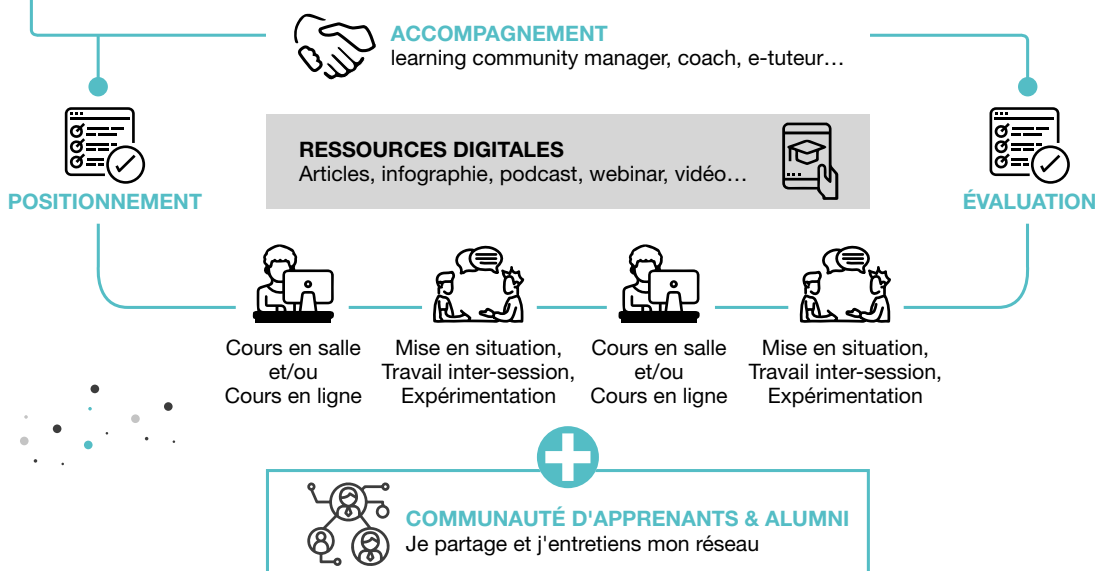 ACCOMPAGNEMENT
learning community manager, coach, e-tuteur…
RESSOURCES DIGITALES
Articles, infographie, podcast, webinar, vidéo…
POSITIONNEMENT
ÉVALUATION
Cours en salle
et/ou
Cours en ligne
Mise en situation,
Travail inter-session,
Expérimentation
Cours en salle
et/ou
Cours en ligne
Mise en situation,
Travail inter-session,
Expérimentation
COMMUNAUTÉ D'APPRENANTS & ALUMNI
Je partage et j'entretiens mon réseau